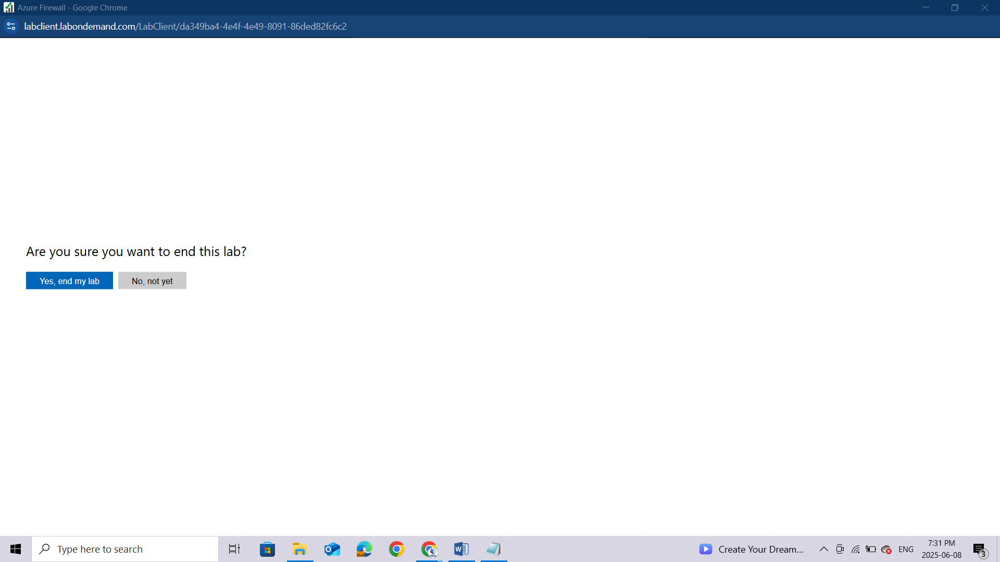 Azure Firewall - Google Chrome
labclient.labondemand.com/LabClient/da349ba4-4e4f-4e49-8091-86ded82fc6c2
Are you sure you want to end this lab?
Yes, end my lab
No, not yet
Type here to search
Create Your Dream...
ENG
7:31 PM
2025-06-08
3